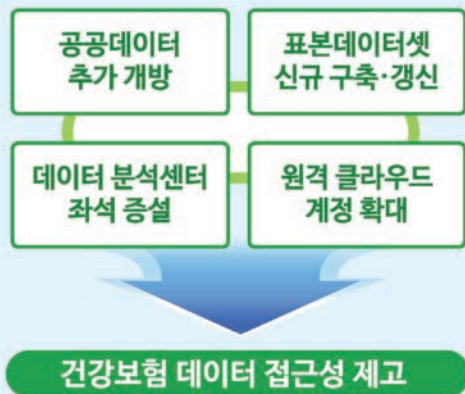 공공데이터
추가 개방
표본데이터셋
신규 구축·갱신
데이터 분석센터
좌석 증설
원격 클라우드
계정 확대
건강보험 데이터 접근성 제고